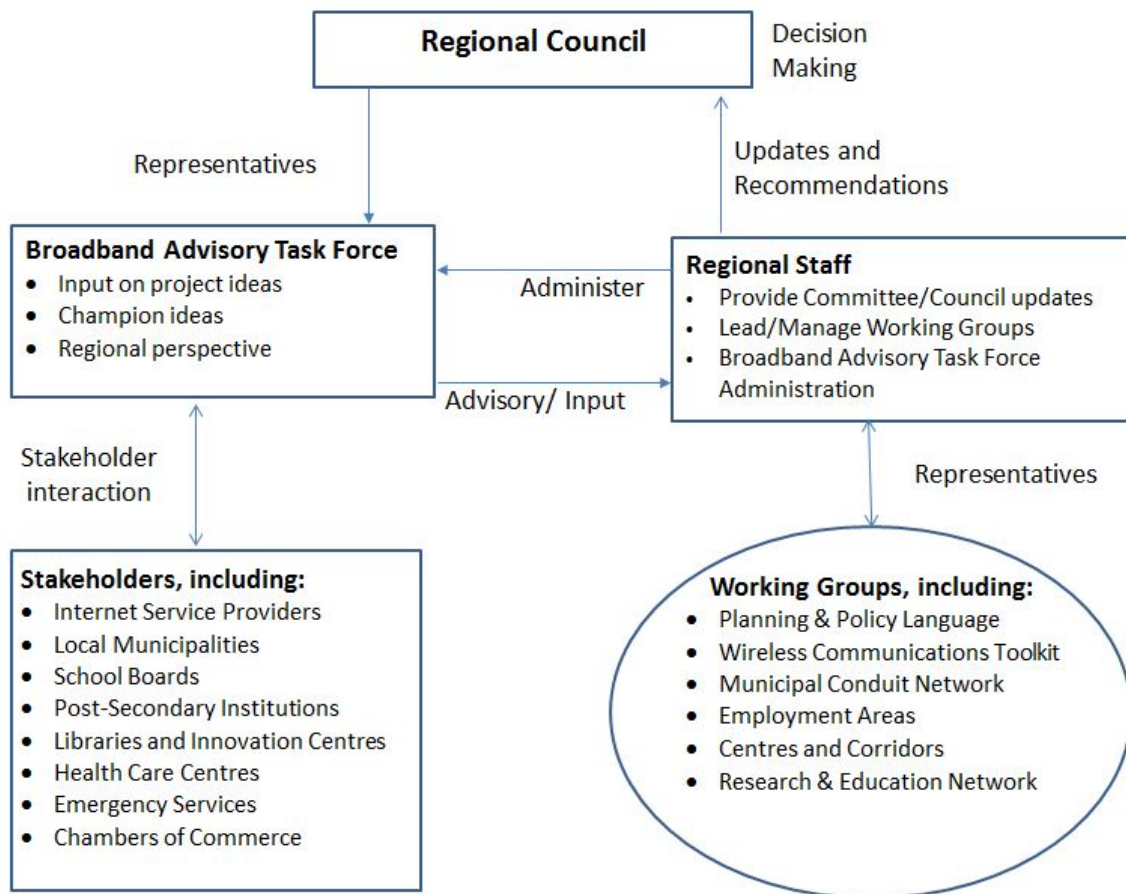 Regional Council
Decision
Making
Representatives
Updates and
Recommendations
Broadband Advisory Task Force
• Input on project ideas
• Champion ideas
• Regional perspective
Administer
Advisory/ Input
Regional Staff
• Provide Committee/Council updates
• Lead/Manage Working Groups
• Broadband Advisory Task Force
Administration
Stakeholder
interaction
Representatives
Stakeholders, including:
• Internet Service Providers
• Local Municipalities
• School Boards
• Post-Secondary Institutions
• Libraries and Innovation Centres
• Health Care Centres
• Emergency Services
• Chambers of Commerce
Working Groups, including:
• Planning & Policy Language
• Wireless Communications Toolkit
• Municipal Conduit Network
• Employment Areas
• Centres and Corridors
• Research & Education Network